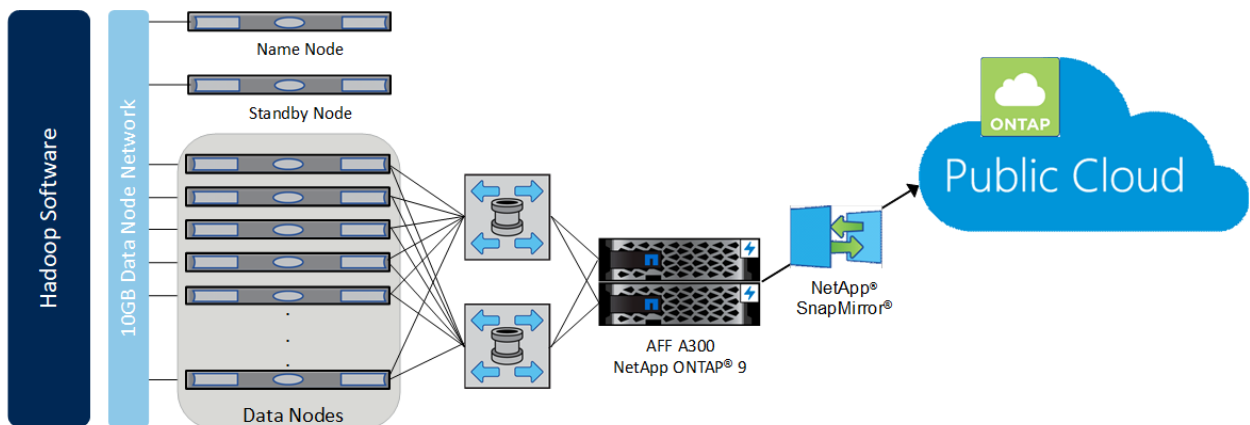 Hadoop Software
10GB Data Node Network
Name Node
Standby Node
Data Nodes
AFF A300
NetApp ONTAP® 9
NetApp®
SnapMirror®
ONTAP
Public Cloud